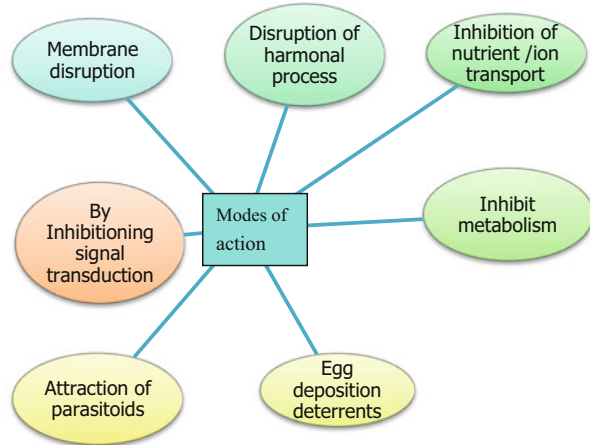 Membrane
disruption
Disruption of
harmonal
process
Inhibition of
nutrient /ion
transport
By
Inhibitioning
signal
transduction
Modes of
action
Inhibit
metabolism
Attraction of
parasitoids
Egg
deposition
deterrents